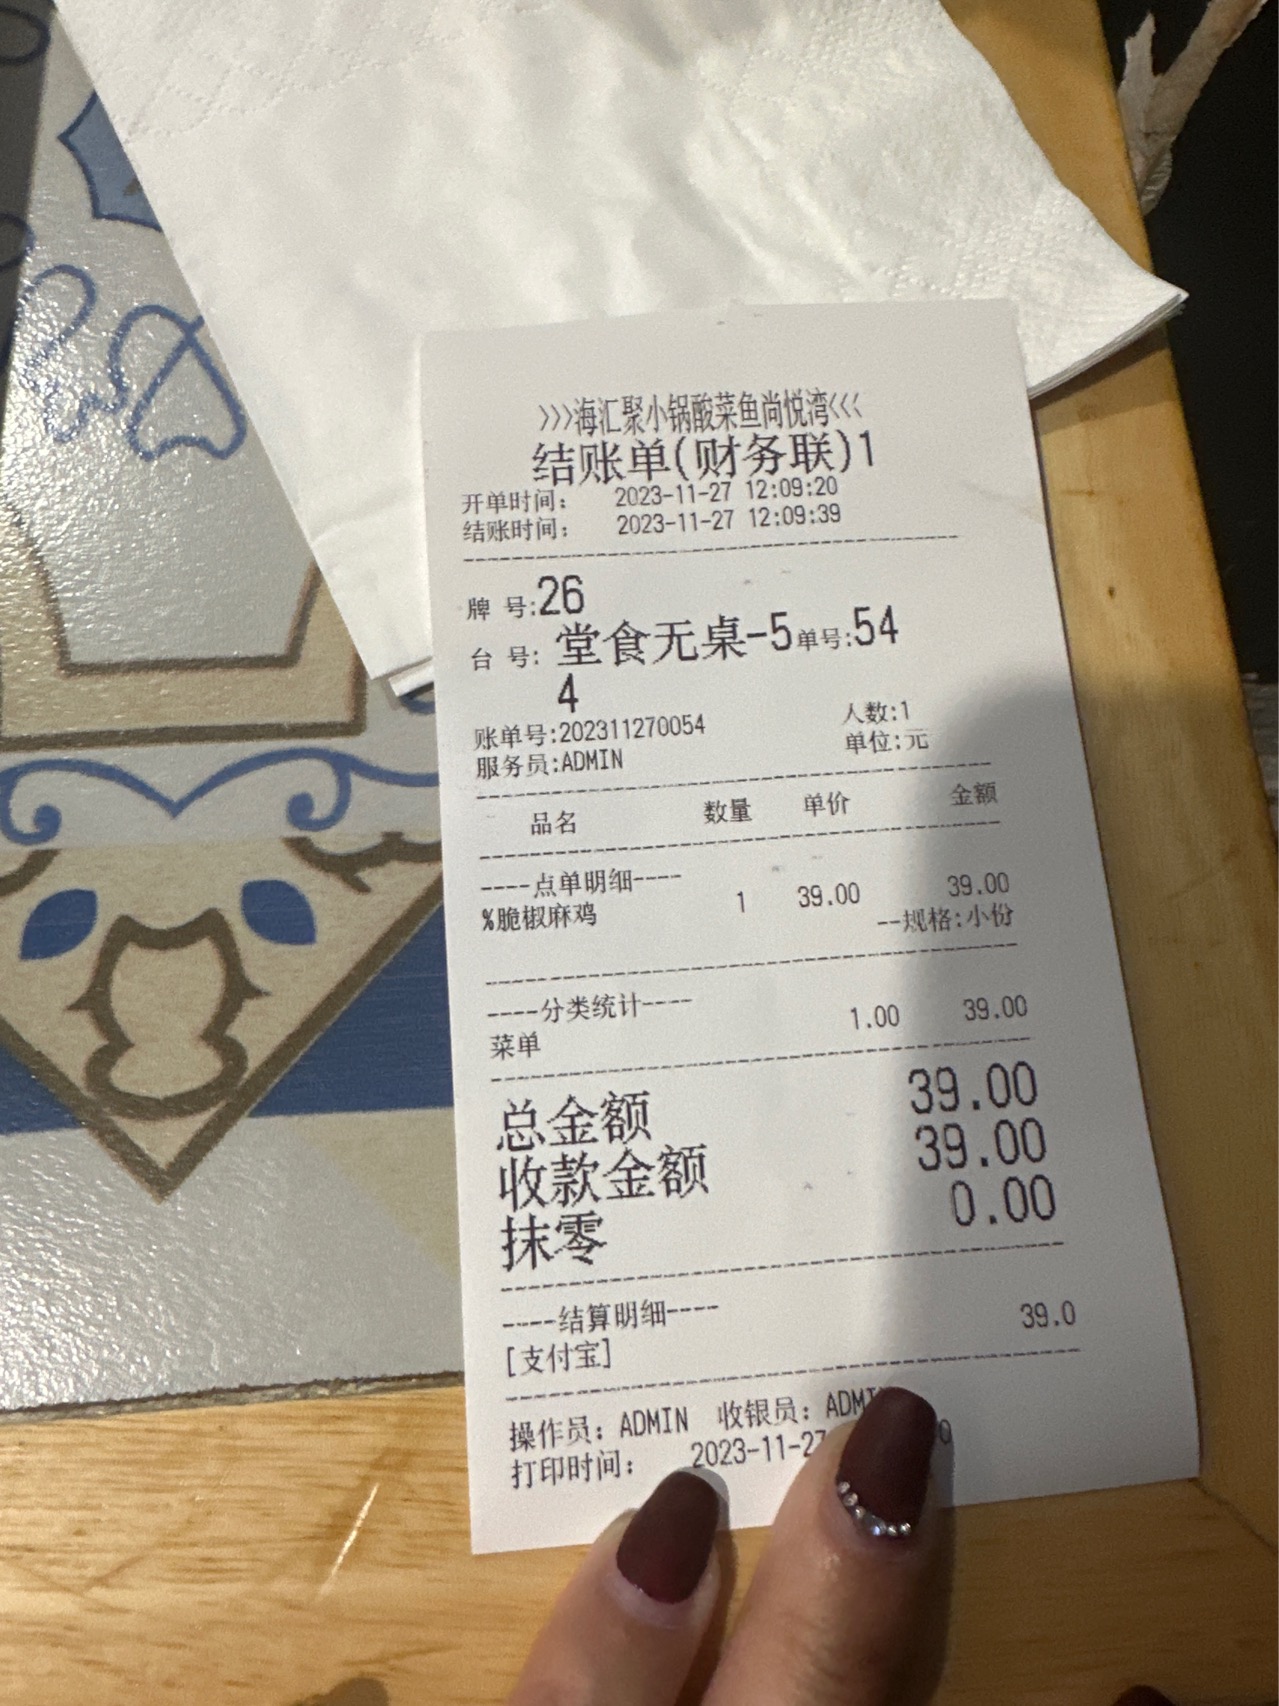 >>>海汇聚小锅酸菜鱼尚悦湾<<<
结账单(财务联)1
开单时间: 2023-11-27 12:09:20
结账时间: 2023-11-27 12:09:39
牌 号:26
台 号: 堂食无桌-5 单号:54
4
账单号:202311270054 人数:1
服务员:ADMIN 单位:元
品名 数量 单价 金额
----点单明细----
%脆椒麻鸡 1 39.00 39.00
--规格:小份
----分类统计----
菜单 1.00 39.00
总金额 39.00
收款金额 39.00
抹零 0.00
----结算明细----
[支付宝] 39.0
操作员: ADMIN 收银员: ADMI
打印时间: 2023-11-27